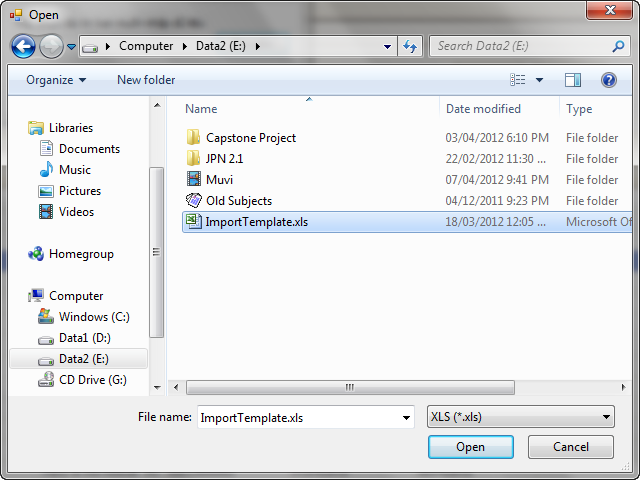 Open
Computer ▸ Data2 (E:) ▸
Search Data2 (E:)
Organize
New folder
Name
Date modified
Type
Libraries
Documents
Music
Pictures
Videos
Homegroup
Computer
Windows (C:)
Data1 (D:)
Data2 (E:)
CD Drive (G:)
Capstone Project 03/04/2012 6:10 PM File folder
JPN 2.1 22/02/2012 11:30 ... File folder
Muvi 07/04/2012 9:41 PM File folder
Old Subjects 04/12/2011 9:23 PM File folder
ImportTemplate.xls 18/03/2012 12:05 ... Microsoft Of
File name: ImportTemplate.xls
XLS (*.xls)
Open
Cancel